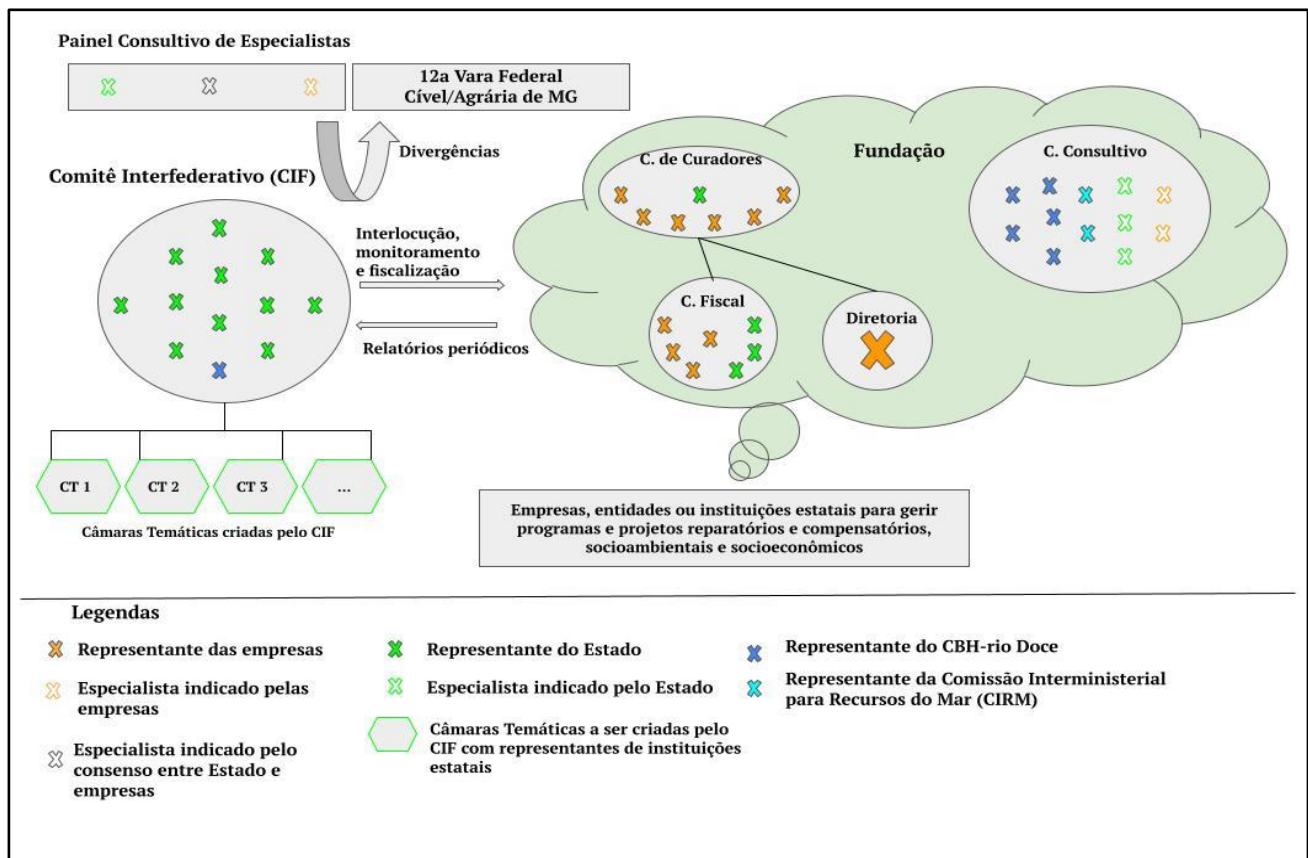 Painel Consultivo de Especialistas
12a Vara Federal
Cível/Agrária de MG
Divergências
Comitê Interfederativo (CIF)
Interlocução,
monitoramento
e fiscalização
Relatórios periódicos
CT 1
CT 2
CT 3
...
Câmaras Temáticas criadas pelo CIF
Fundação
C. de Curadores
C. Consultivo
C. Fiscal
Diretoria
Empresas, entidades ou instituições estatais para gerir
programas e projetos reparatórios e compensatórios,
socioambientais e socioeconômicos
Legendas
Representante das empresas
Especialista indicado pelas
empresas
Especialista indicado pelo
consenso entre Estado e
empresas
Representante do Estado
Especialista indicado pelo Estado
Câmaras Temáticas a ser criadas pelo
CIF com representantes de instituições
estatais
Representante do CBH-rio Doce
Representante da Comissão Interministerial
para Recursos do Mar (CIRM)